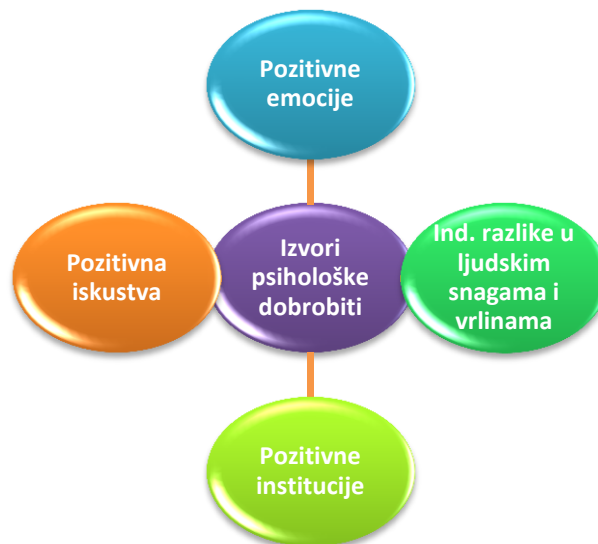 Pozitivne
emocije
Pozitivna
iskustva
Izvori
psihološke
dobrobiti
Ind. razlike u
ljudskim
snagama i
vrlinama
Pozitivne
institucije